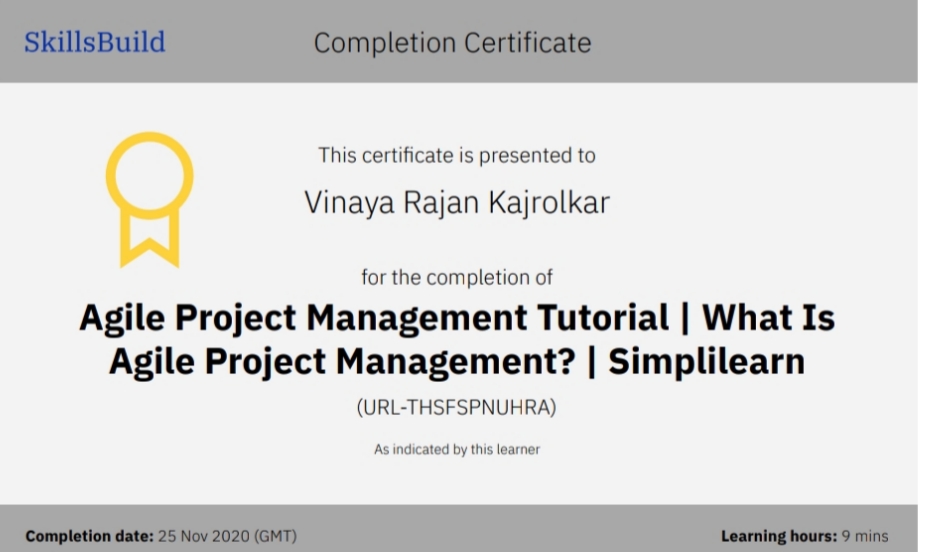 SkillsBuild
Completion Certificate
This certificate is presented to
Vinaya Rajan Kajrolkar
for the completion of
Agile Project Management Tutorial | What Is
Agile Project Management? | Simplilearn
(URL-THSFSPNUHRA)
As indicated by this learner
Completion date: 25 Nov 2020 (GMT)
Learning hours: 9 mins